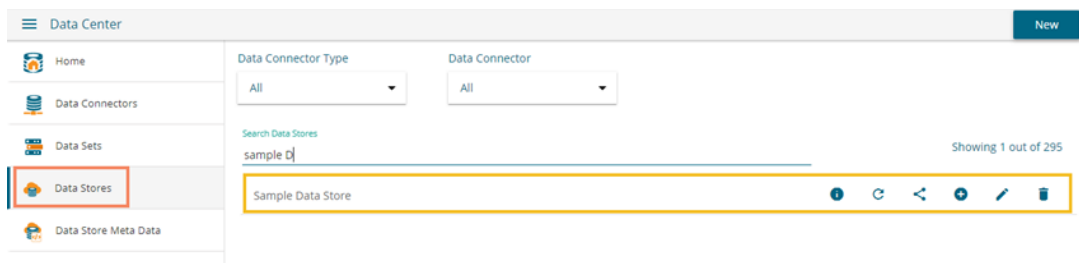 Data Center
New
Home
Data Connectors
Data Sets
Data Stores
Data Store Meta Data
Data Connector Type
Data Connector
All
All
Search Data Stores
sample D
Showing 1 out of 295
Sample Data Store